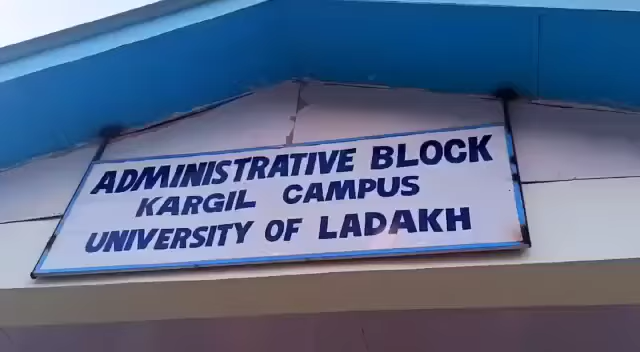 ADMINISTRATIVE BLOCK
KARGIL CAMPUS
UNIVERSITY OF LADAKH